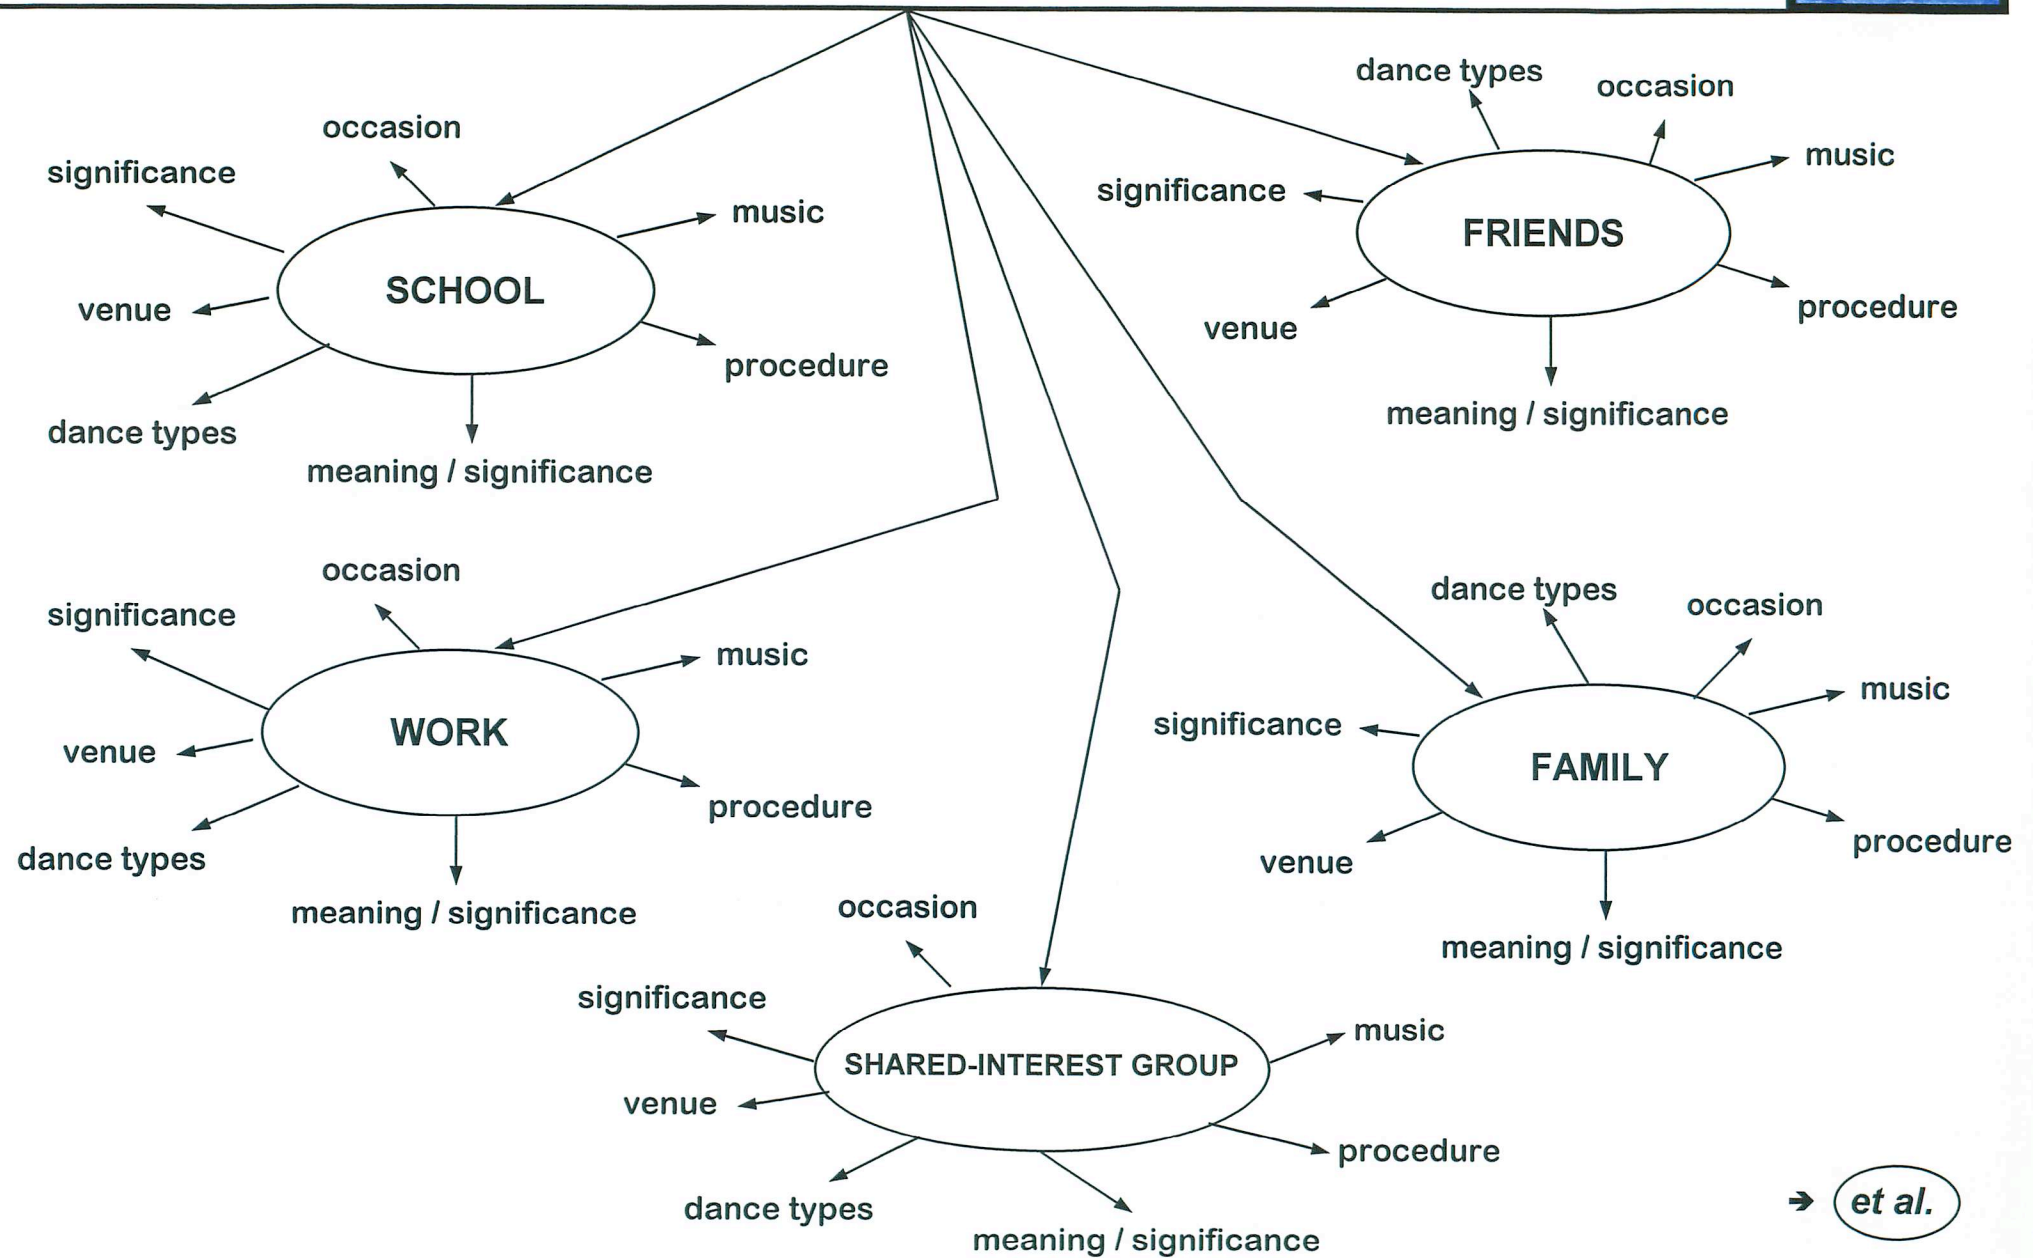 occasion
significance
music
SCHOOL
venue
procedure
dance types
meaning / significance
dance types
occasion
music
significance
FRIENDS
procedure
venue
meaning / significance
occasion
significance
music
WORK
venue
procedure
dance types
meaning / significance
dance types
occasion
music
significance
FAMILY
procedure
venue
meaning / significance
occasion
significance
music
SHARED-INTEREST GROUP
venue
procedure
dance types
meaning / significance
➔ et al.